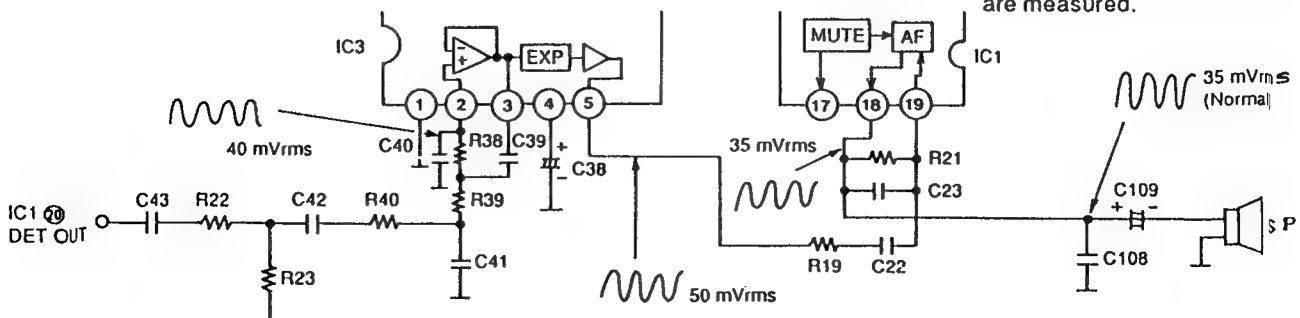 are measured.
IC3
EXP
MUTE
AF
IC1
1
2
3
4
5
17
18
19
35 mVrms
(Normal)
40 mVrms
C40
R38
C39
C38
35 mVrms
R21
C23
C109
+
-
SP
R39
IC1 ⑳
DET OUT
C43
R22
C42
R40
R23
C41
R19
C22
C108
50 mVrms